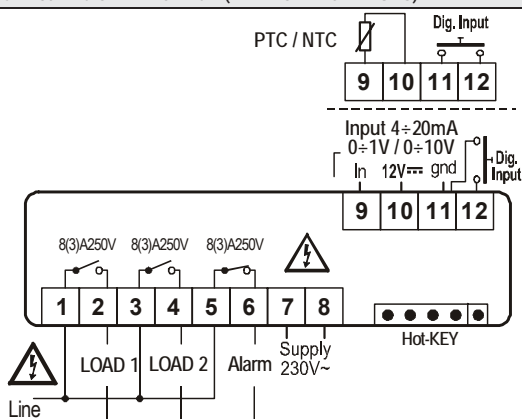 PTC / NTC
Dig. Input
9 10 11 12
Input 4÷20mA
0÷1V / 0÷10V
In 12V gnd
Dig.
Input
9 10 11 12
8(3)A250V 8(3)A250V 8(3)A250V
1 2 3 4 5 6 7 8
Hot-KEY
LOAD 1 LOAD 2 Alarm Supply
230V~
Line